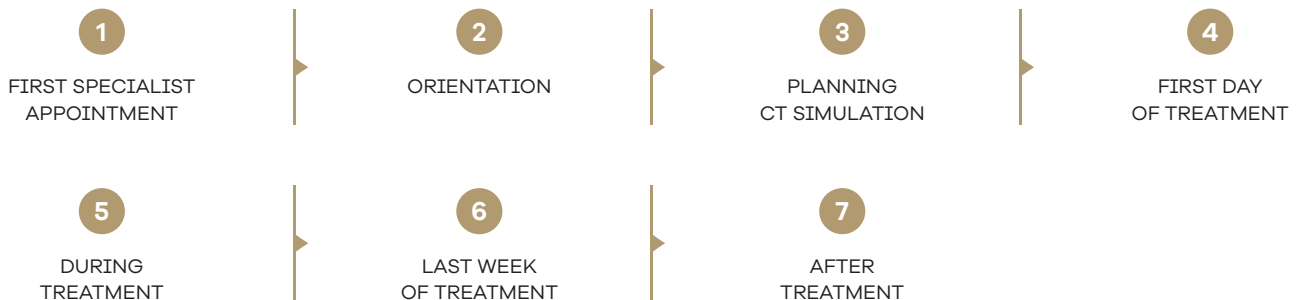 1
FIRST SPECIALIST
APPOINTMENT
2
ORIENTATION
3
PLANNING
CT SIMULATION
4
FIRST DAY
OF TREATMENT
5
DURING
TREATMENT
6
LAST WEEK
OF TREATMENT
7
AFTER
TREATMENT